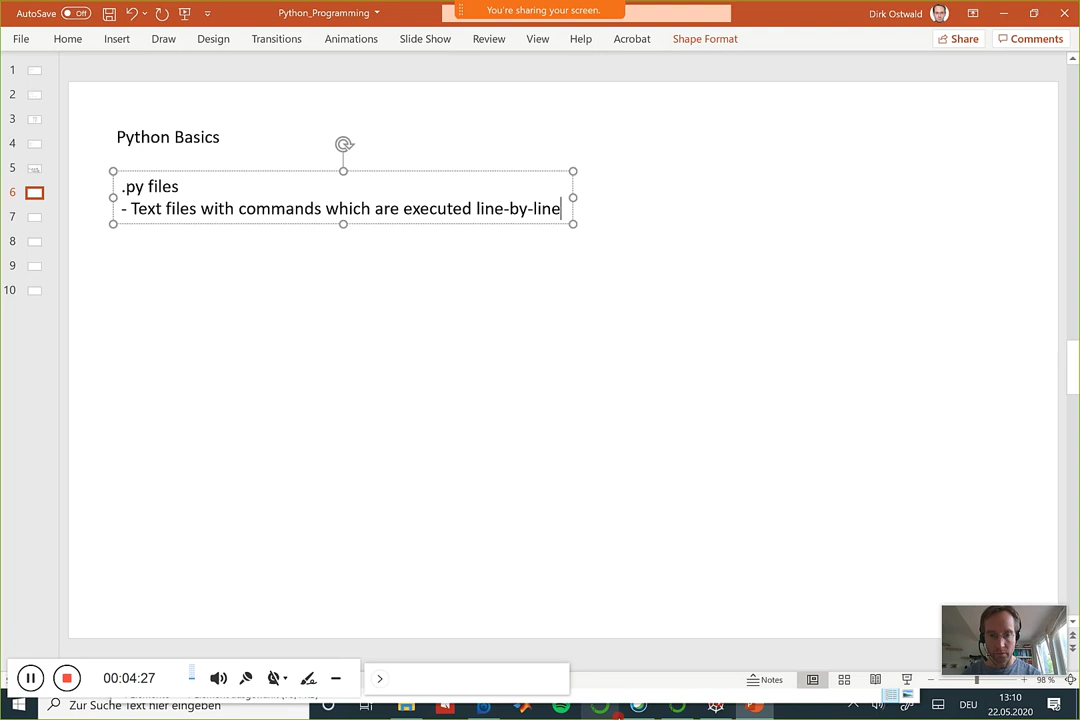 AutoSave Off Python_Programming You're sharing your screen. Dirk Ostwald
File Home Insert Draw Design Transitions Animations Slide Show Review View Help Acrobat Shape Format Share Comments
1
2
3
4
5
6
7
8
9
10
Python Basics
.py files
- Text files with commands which are executed line-by-line
00:04:27
Notes 98 %
Zur Suche Text hier eingeben
DEU
13:10
22.05.2020